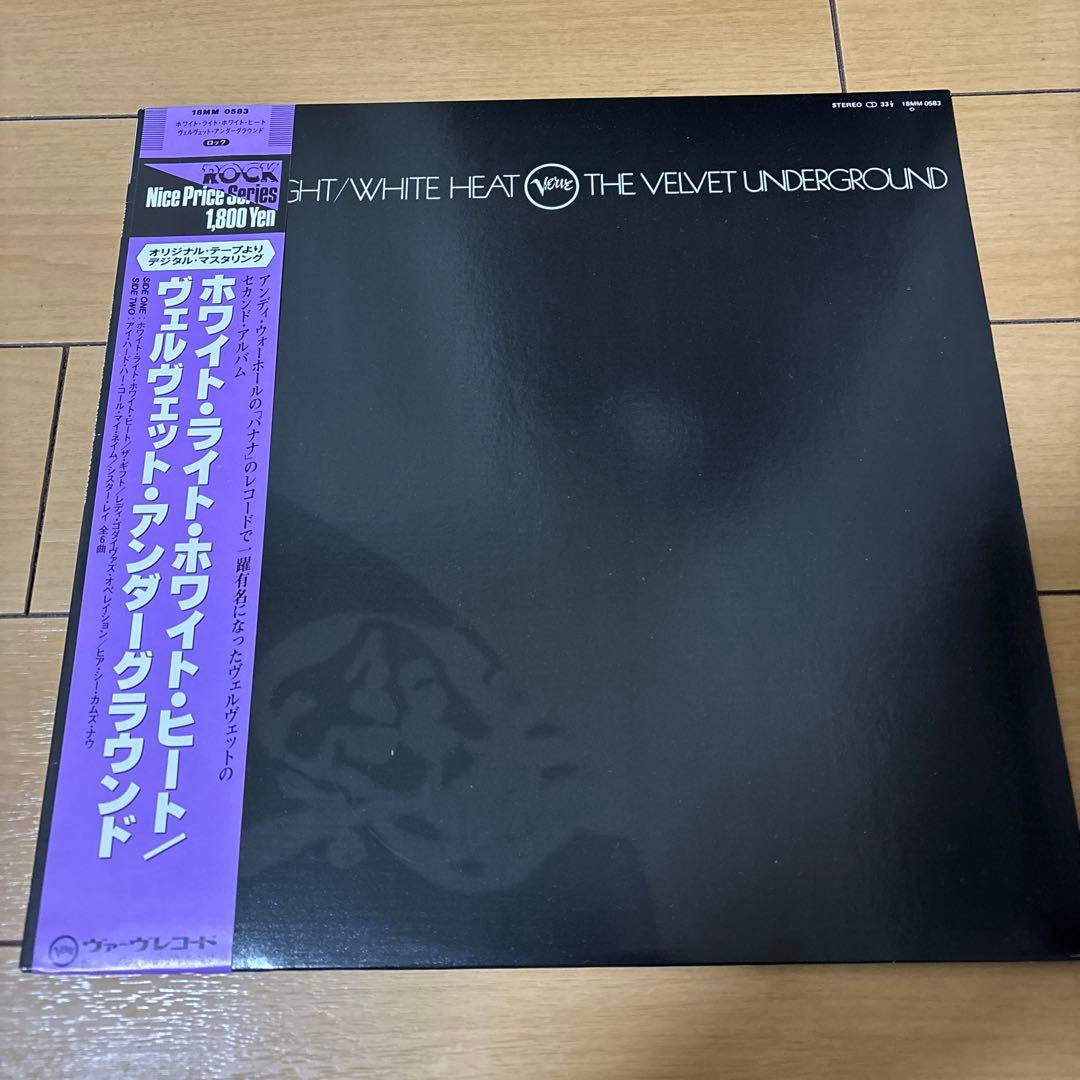 18MM 0583
ホワイト・ライト・ホワイト・ヒート
ヴェルヴェット・アンダーグラウンド
ロック
ROCK
Nice Price Series
1,800 Yen
オリジナル・テープより
デジタル・マスタリング
アンディ・ウォーホールの「バナナ」のレコードで一躍有名になったヴェルヴェットの
セカンド・アルバム
ホワイト・ライト・ホワイト・ヒート/
ヴェルヴェット・アンダーグラウンド
SIDE ONE:ホワイト・ライト・ホワイト・ヒート/ザ・ギフト/レディ・ゴダイヴァズ・オペレイション/ヒア・シー・カムズ・ナウ
SIDE TWO:アイ・ハード・ハー・コール・マイ・ネイム/シスター・レイ 全6曲
Verve ヴァーヴレコード
STEREO 33⅓ 18MM 0583
GHT/WHITE HEAT Verve THE VELVET UNDERGROUND